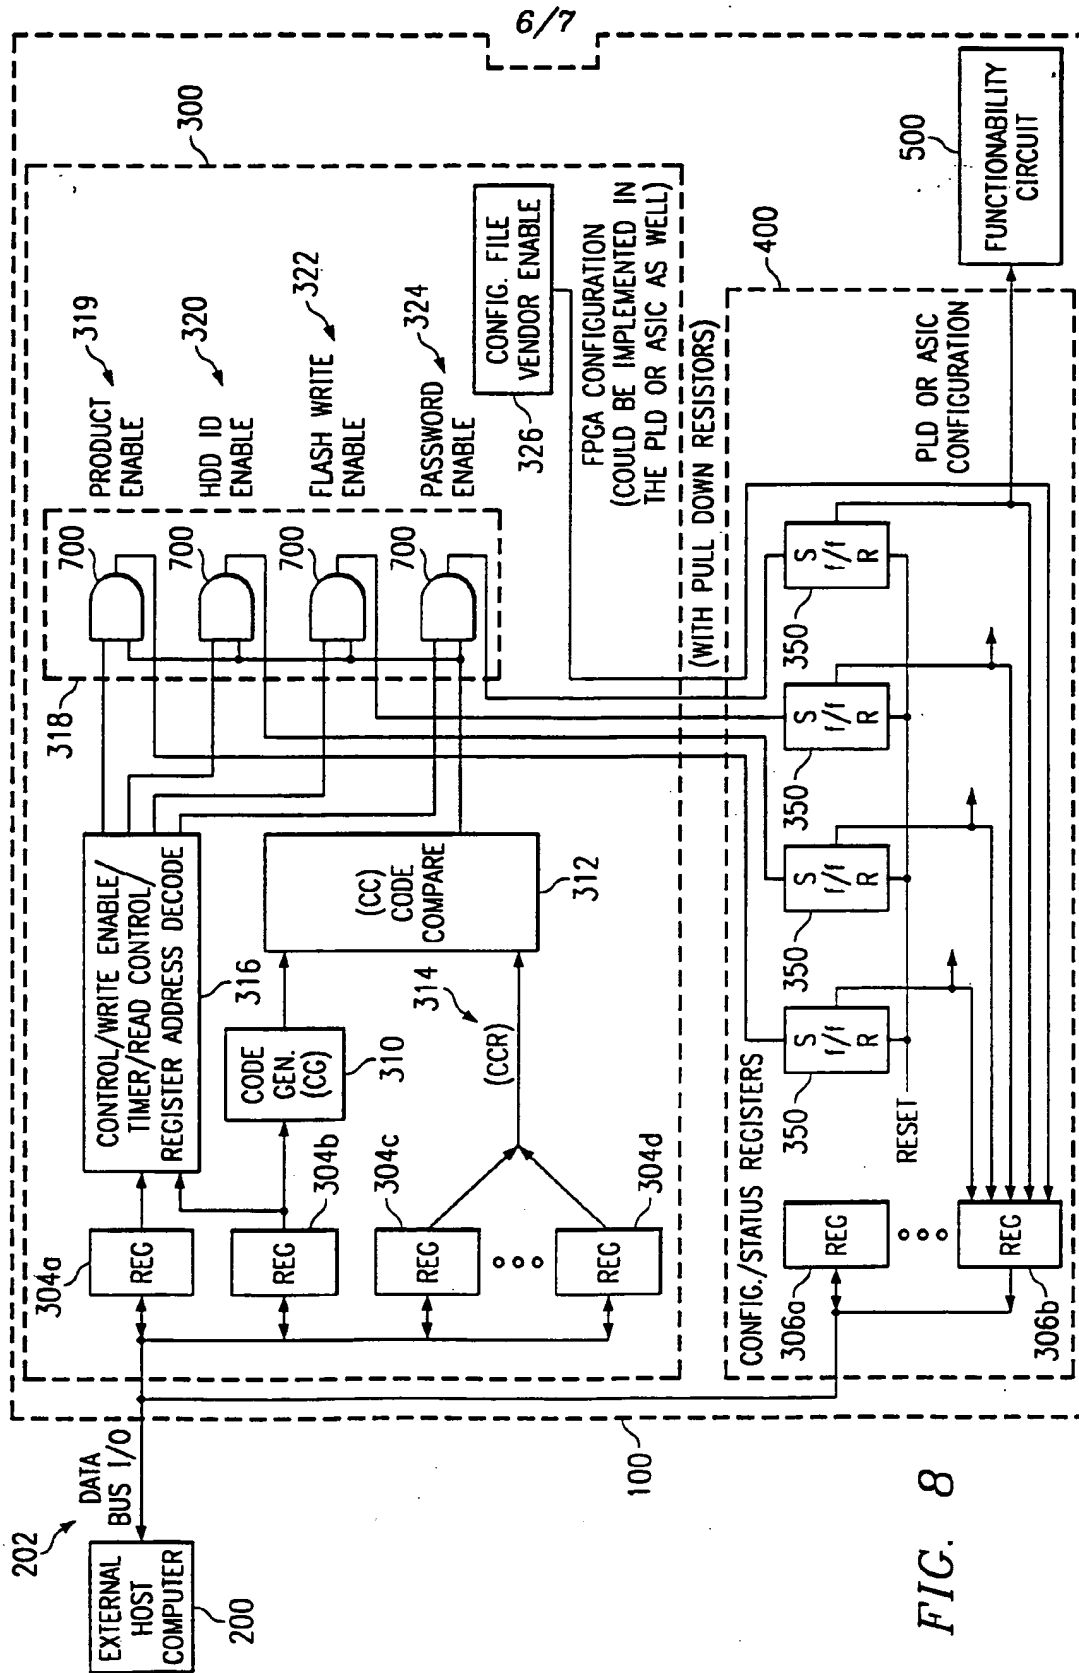 6/7
EXTERNAL
HOST
COMPUTER
200
202
DATA
BUS I/O
100
300
304a
REG
304b
REG
304c
REG
304d
REG
CONTROL/WRITE ENABLE/
TIMER/READ CONTROL/
REGISTER ADDRESS DECODE
316
CODE
GEN.
(CG)
310
(CCR)
314
(CC)
CODE
COMPARE
312
318
700
700
700
700
PRODUCT
ENABLE
319
HDD ID
ENABLE
320
FLASH WRITE
ENABLE
322
PASSWORD
ENABLE
324
CONFIG. FILE
VENDOR ENABLE
326
FPGA CONFIGURATION
(COULD BE IMPLEMENTED IN
THE PLD OR ASIC AS WELL)
(WITH PULL DOWN RESISTORS)
400
CONFIG./STATUS REGISTERS
306a
REG
306b
REG
RESET
350
S
f/f
R
350
S
f/f
R
350
S
f/f
R
350
S
f/f
R
PLD OR ASIC
CONFIGURATION
500
FUNCTIONABILITY
CIRCUIT
FIG. 8